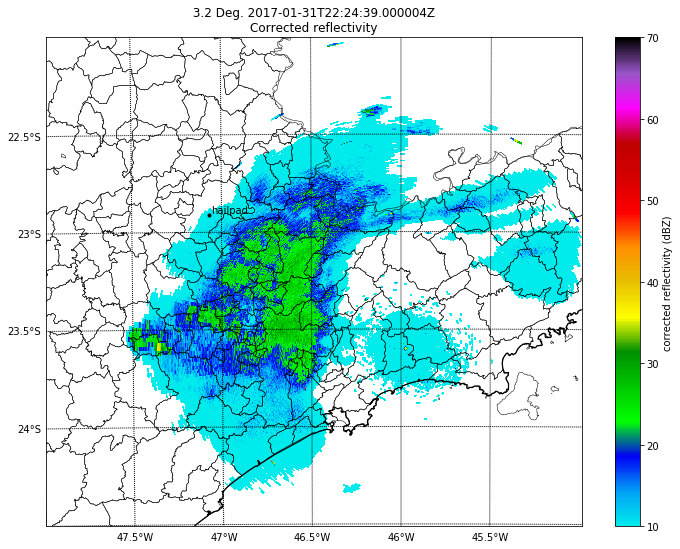 3.2 Deg. 2017-01-31T22:24:39.000004Z
Corrected reflectivity
22.5°S
23°S
23.5°S
24°S
hailpad
47.5°W
47°W
46.5°W
46°W
45.5°W
70
60
50
40
30
20
10
corrected reflectivity (dBZ)